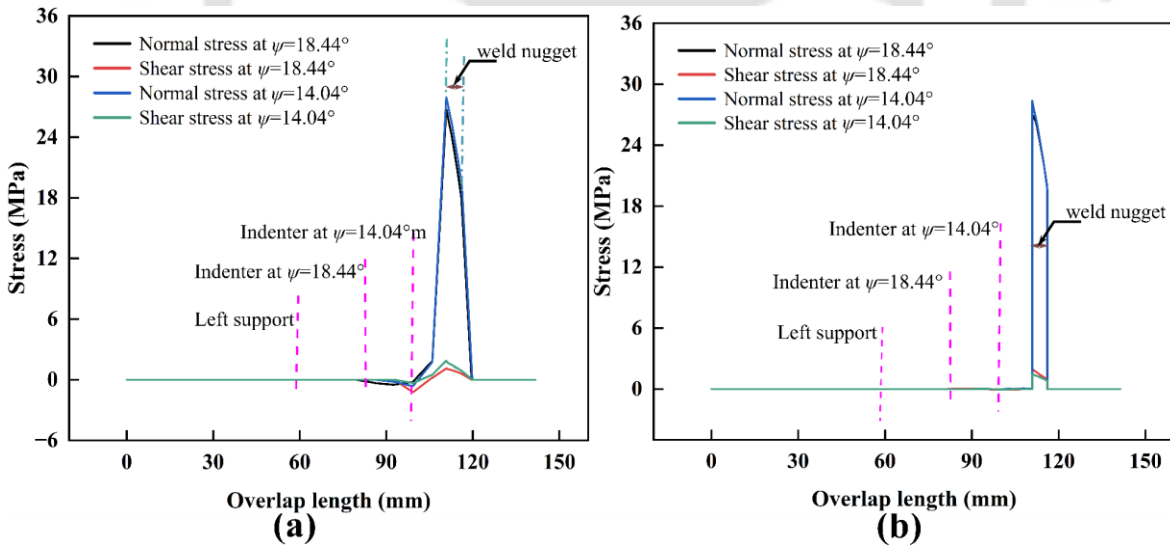 36
30
24
18
12
6
0
−6
Stress (MPa)
Normal stress at ψ=18.44°
Shear stress at ψ=18.44°
Normal stress at ψ=14.04°
Shear stress at ψ=14.04°
weld nugget
Indenter at ψ=14.04°m
Indenter at ψ=18.44°
Left support
0 30 60 90 120 150
Overlap length (mm)
(a)
36
30
24
18
12
6
0
Stress (MPa)
Normal stress at ψ=18.44°
Shear stress at ψ=18.44°
Normal stress at ψ=14.04°
Shear stress at ψ=14.04°
weld nugget
Indenter at ψ=14.04°
Indenter at ψ=18.44°
Left support
0 30 60 90 120 150
Overlap length (mm)
(b)